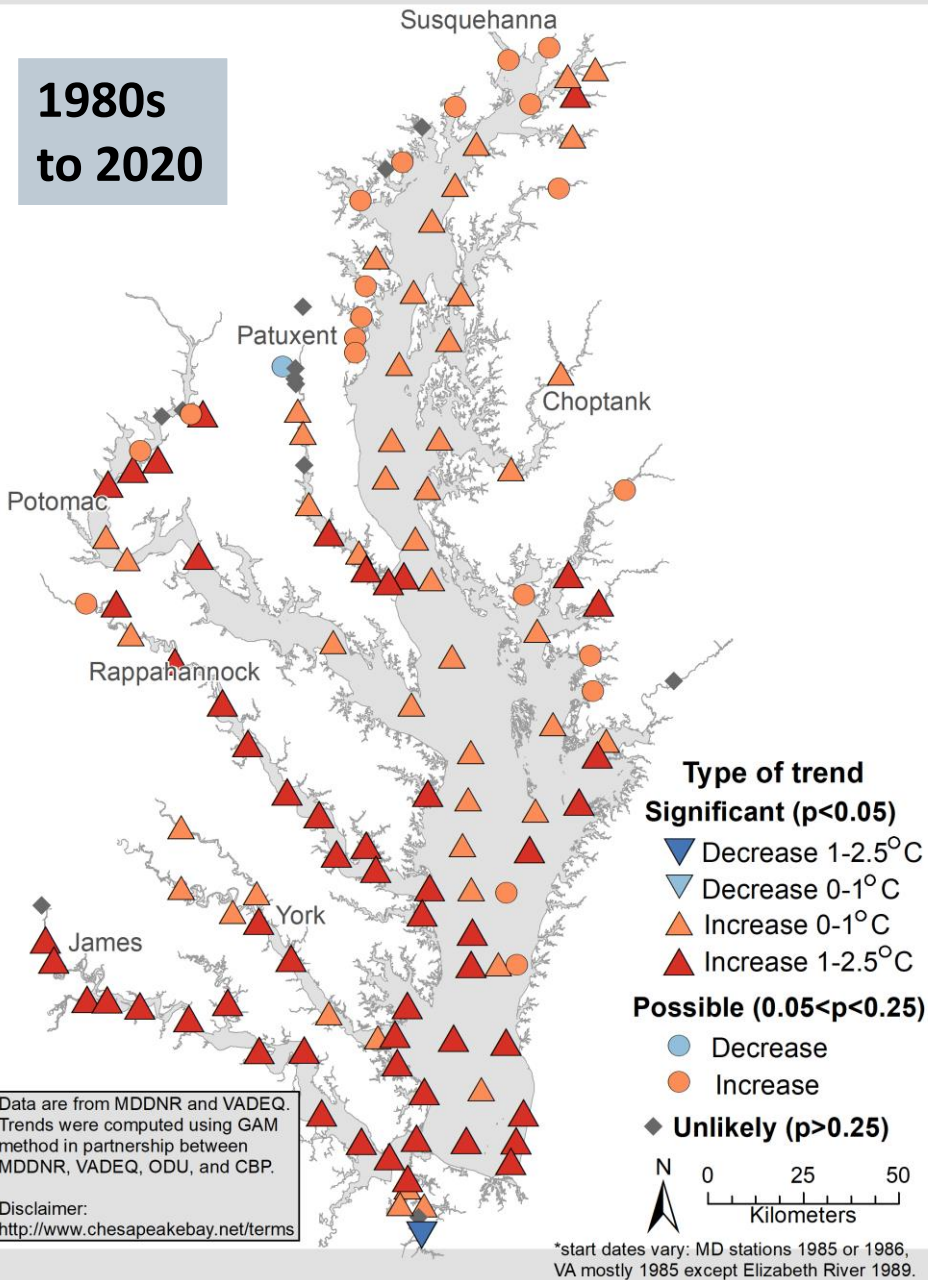 Susquehanna
1980s
to 2020
Patuxent
Choptank
Potomac
Rappahannock
York
James
Type of trend
Significant (p<0.05)
Decrease 1-2.5°C
Decrease 0-1°C
Increase 0-1°C
Increase 1-2.5°C
Possible (0.05<p<0.25)
Decrease
Increase
Unlikely (p>0.25)
N
0 25 50
Kilometers
Data are from MDDNR and VADEQ.
Trends were computed using GAM
method in partnership between
MDDNR, VADEQ, ODU, and CBP.
Disclaimer:
http://www.chesapeakebay.net/terms
*start dates vary: MD stations 1985 or 1986,
VA mostly 1985 except Elizabeth River 1989.